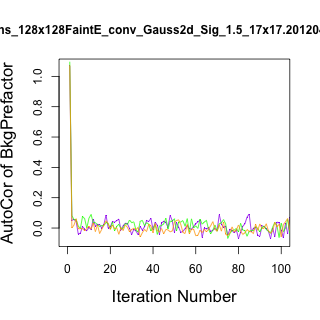 ns_128x128FaintE_conv_Gauss2d_Sig_1.5_17x17.20120
AutoCor of BkgPrefactor
1.0
0.8
0.6
0.4
0.2
0.0
0 20 40 60 80 100
Iteration Number